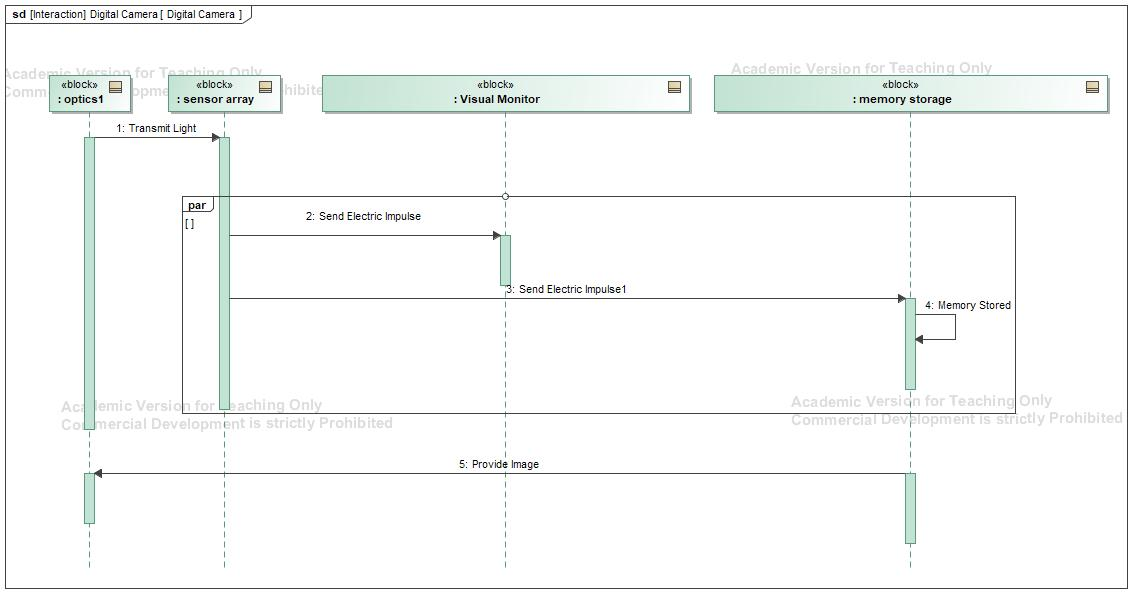 sd [Interaction] Digital Camera [ Digital Camera ]
Academic Version for Teaching Only
Academic Version for Teaching Only
«block»
: optics1
«block»
: sensor array
«block»
: Visual Monitor
«block»
: memory storage
1: Transmit Light
par
[ ]
2: Send Electric Impulse
3: Send Electric Impulse1
4: Memory Stored
Academic Version for Teaching Only
Commercial Development is strictly Prohibited
Academic Version for Teaching Only
Commercial Development is strictly Prohibited
5: Provide Image